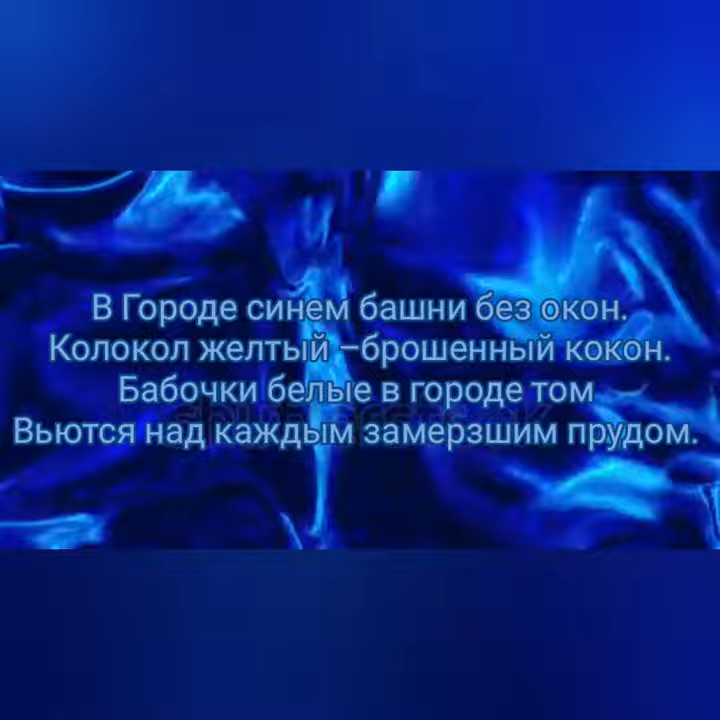 В Городе синем башни без окон.
Колокол желтый –брошенный кокон.
Бабочки белые в городе том
Вьются над каждым замерзшим прудом.